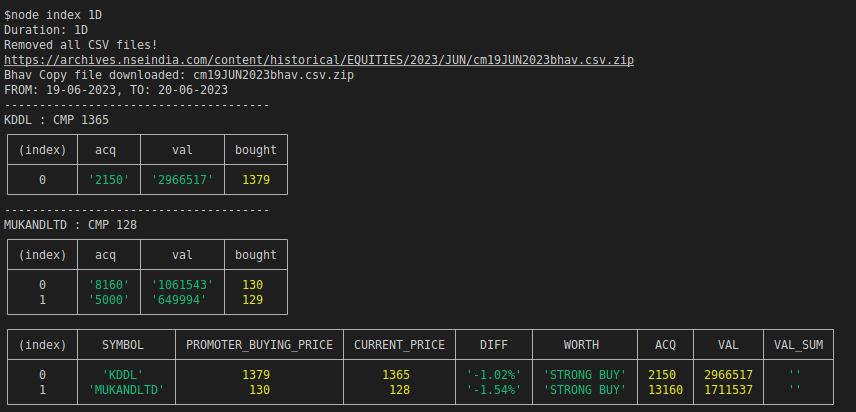 $node index 1D
Duration: 1D
Removed all CSV files!
https://archives.nseindia.com/content/historical/EQUITIES/2023/JUN/cm19JUN2023bhav.csv.zip
Bhav Copy file downloaded: cm19JUN2023bhav.csv.zip
FROM: 19-06-2023, TO: 20-06-2023
--------------------------------------
KDDL : CMP 1365
(index) acq val bought
0 '2150' '2966517' 1379
--------------------------------------
MUKANDLTD : CMP 128
(index) acq val bought
0 '8160' '1061543' 130
1 '5000' '649994' 129
(index) SYMBOL PROMOTER_BUYING_PRICE CURRENT_PRICE DIFF WORTH ACQ VAL VAL_SUM
0 'KDDL' 1379 1365 '-1.02%' 'STRONG BUY' 2150 2966517 ''
1 'MUKANDLTD' 130 128 '-1.54%' 'STRONG BUY' 13160 1711537 ''